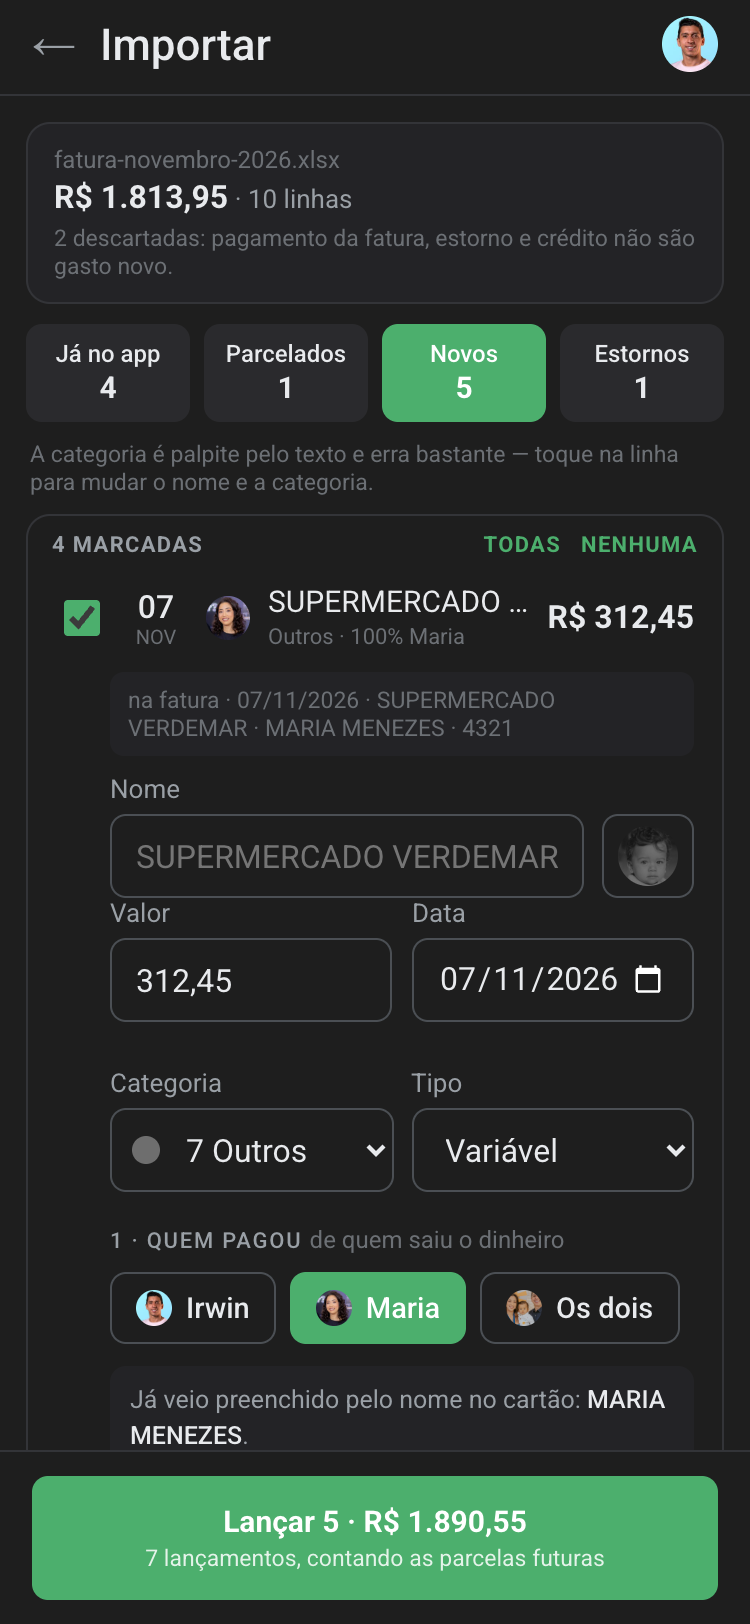 ← Importar
fatura-novembro-2026.xlsx
R$ 1.813,95 · 10 linhas
2 descartadas: pagamento da fatura, estorno e crédito não são
gasto novo.
Já no app Parcelados Novos Estornos
4 1 5 1
A categoria é palpite pelo texto e erra bastante — toque na linha
para mudar o nome e a categoria.
4 MARCADAS TODAS NENHUMA
07 SUPERMERCADO ... R$ 312,45
NOV Outros · 100% Maria
na fatura · 07/11/2026 · SUPERMERCADO
VERDEMAR · MARIA MENEZES · 4321
Nome
SUPERMERCADO VERDEMAR
Valor Data
312,45 07/11/2026
Categoria Tipo
7 Outros Variável
1 · QUEM PAGOU de quem saiu o dinheiro
Irwin Maria Os dois
Já veio preenchido pelo nome no cartão: MARIA
MENEZES.
Lançar 5 · R$ 1.890,55
7 lançamentos, contando as parcelas futuras